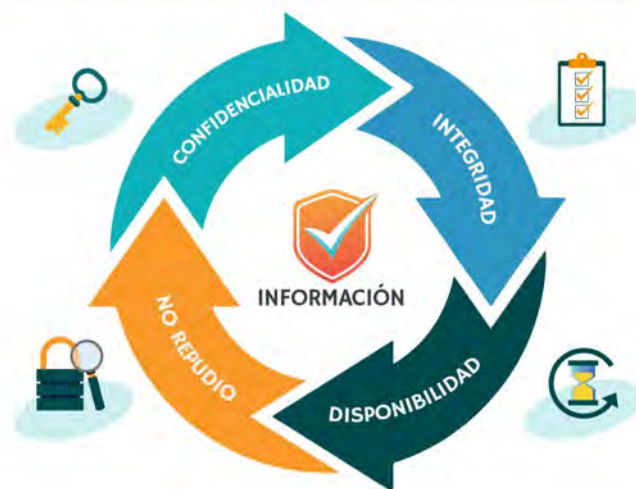 CONFIDENCIALIDAD
INTEGRIDAD
INFORMACIÓN
NO REPUDIO
DISPONIBILIDAD